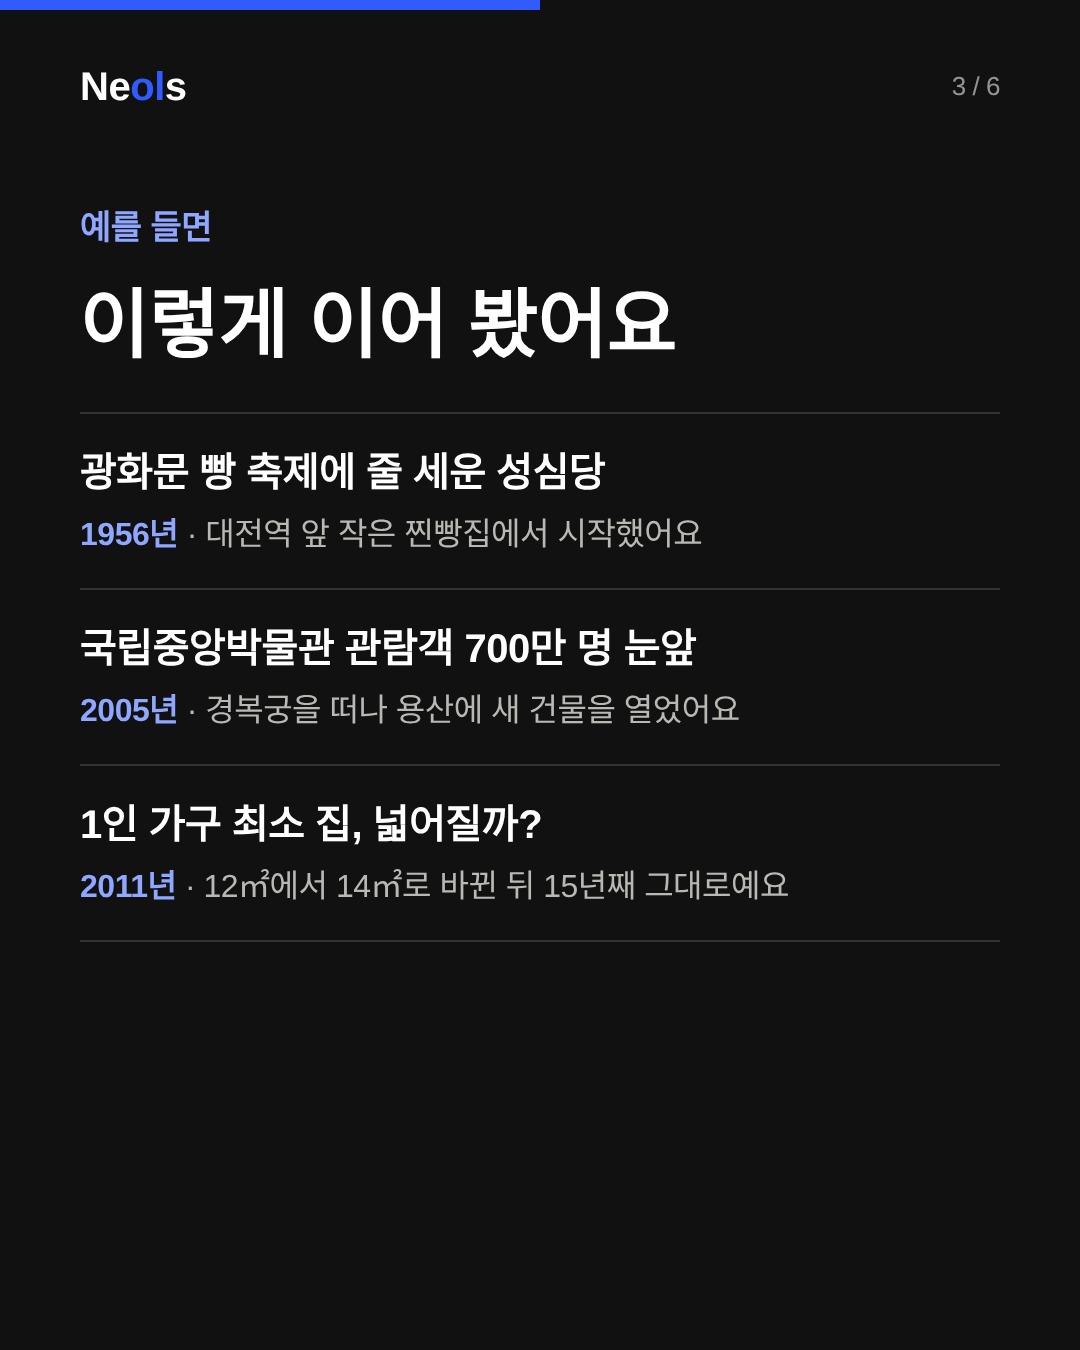 Neols
3 / 6
예를 들면
이렇게 이어 봤어요
광화문 빵 축제에 줄 세운 성심당
1956년 · 대전역 앞 작은 찐빵집에서 시작했어요
국립중앙박물관 관람객 700만 명 눈앞
2005년 · 경복궁을 떠나 용산에 새 건물을 열었어요
1인 가구 최소 집, 넓어질까?
2011년 · 12㎡에서 14㎡로 바뀐 뒤 15년째 그대로예요